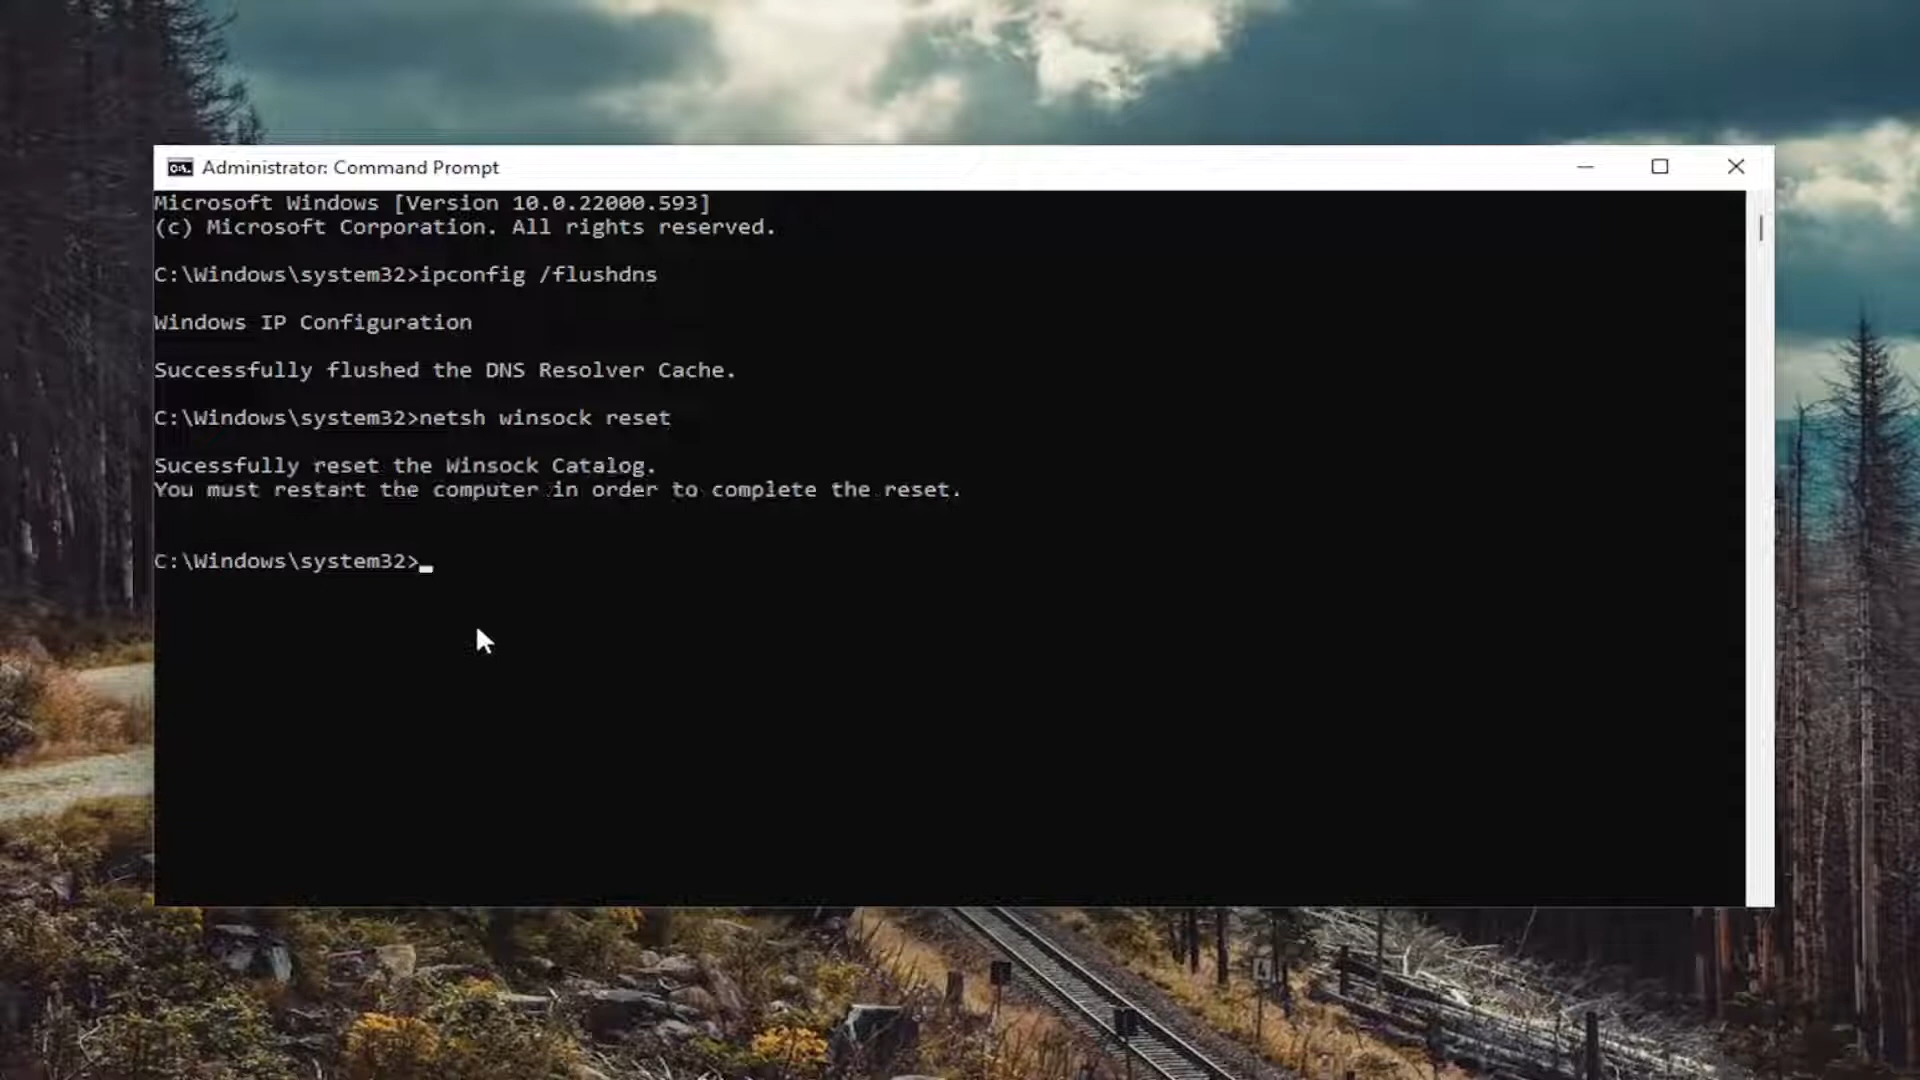 Administrator: Command Prompt
Microsoft Windows [Version 10.0.22000.593]
(c) Microsoft Corporation. All rights reserved.
C:\Windows\system32>ipconfig /flushdns
Windows IP Configuration
Successfully flushed the DNS Resolver Cache.
C:\Windows\system32>netsh winsock reset
Sucessfully reset the Winsock Catalog.
You must restart the computer in order to complete the reset.
C:\Windows\system32>